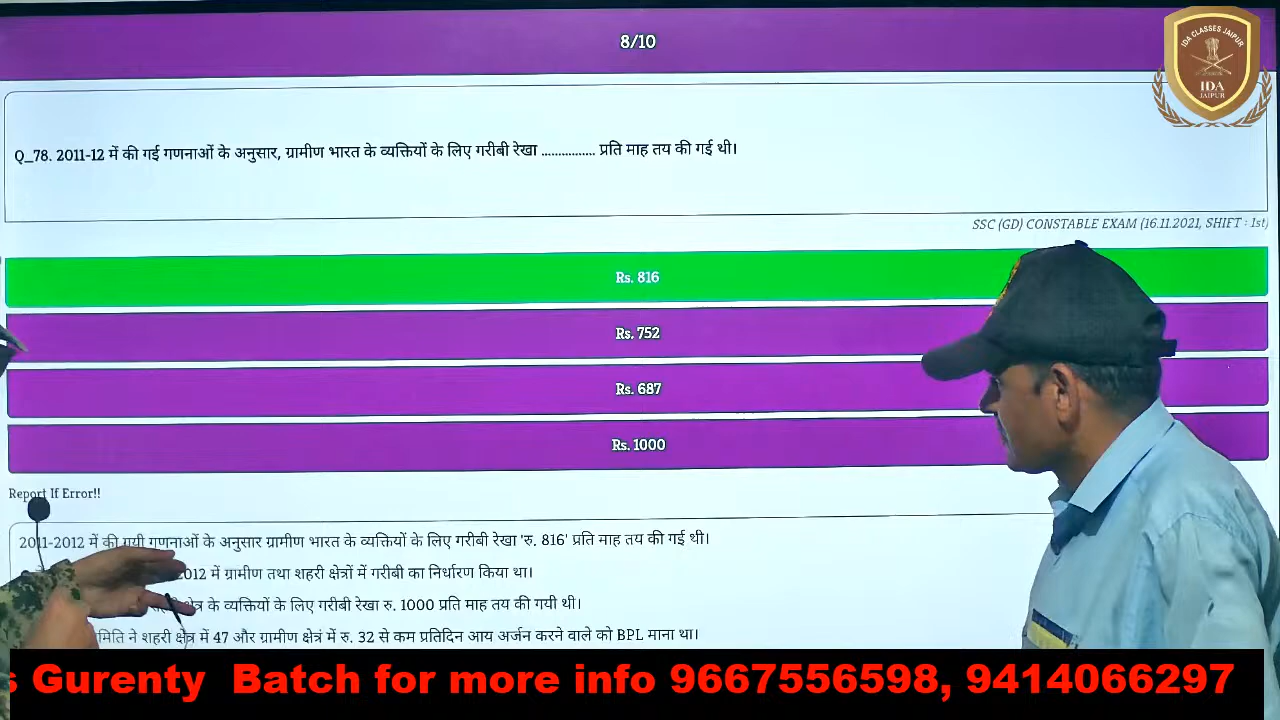 8/10
IDA CLASSES JAIPUR
IDA
JAIPUR
Q_78. 2011-12 में की गई गणनाओं के अनुसार, ग्रामीण भारत के व्यक्तियों के लिए गरीबी रेखा ................ प्रति माह तय की गई थी।
SSC (GD) CONSTABLE EXAM (16.11.2021, SHIFT : 1st)
Rs. 816
Rs. 752
Rs. 687
Rs. 1000
Report If Error!!
2011-2012 में की गयी गणनाओं के अनुसार ग्रामीण भारत के व्यक्तियों के लिए गरीबी रेखा 'रु. 816' प्रति माह तय की गई थी।
2012 में ग्रामीण तथा शहरी क्षेत्रों में गरीबी का निर्धारण किया था।
क्षेत्र के व्यक्तियों के लिए गरीबी रेखा रु. 1000 प्रति माह तय की गयी थी।
ने शहरी क्षेत्र में 47 और ग्रामीण क्षेत्रं में रु. 32 से कम प्रतिदिन आय अर्जन करने वाले को BPL माना था।
s Gurenty Batch for more info 9667556598, 9414066297